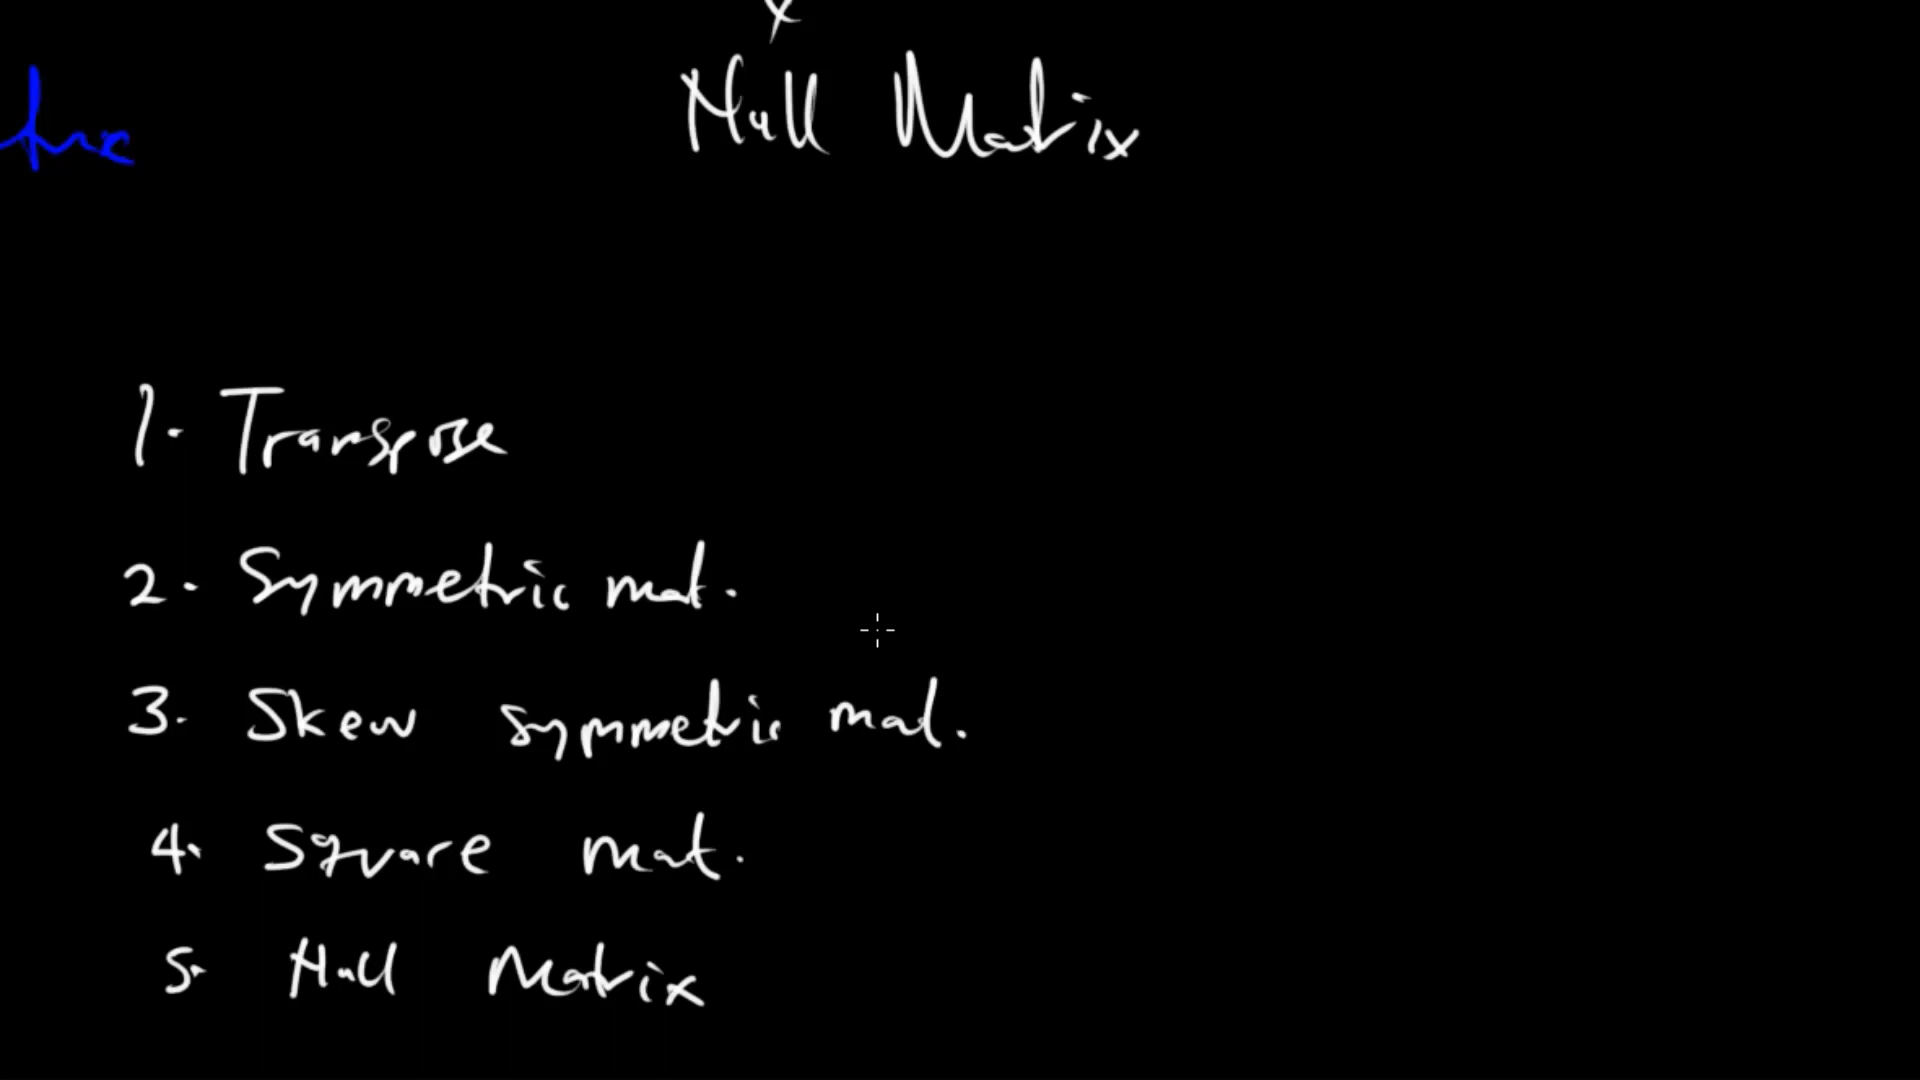 x
Null Matrix
1. Transpose
2. Symmetric mat.
3. Skew symmetric mat.
4. Square mat.
5. Null Matrix